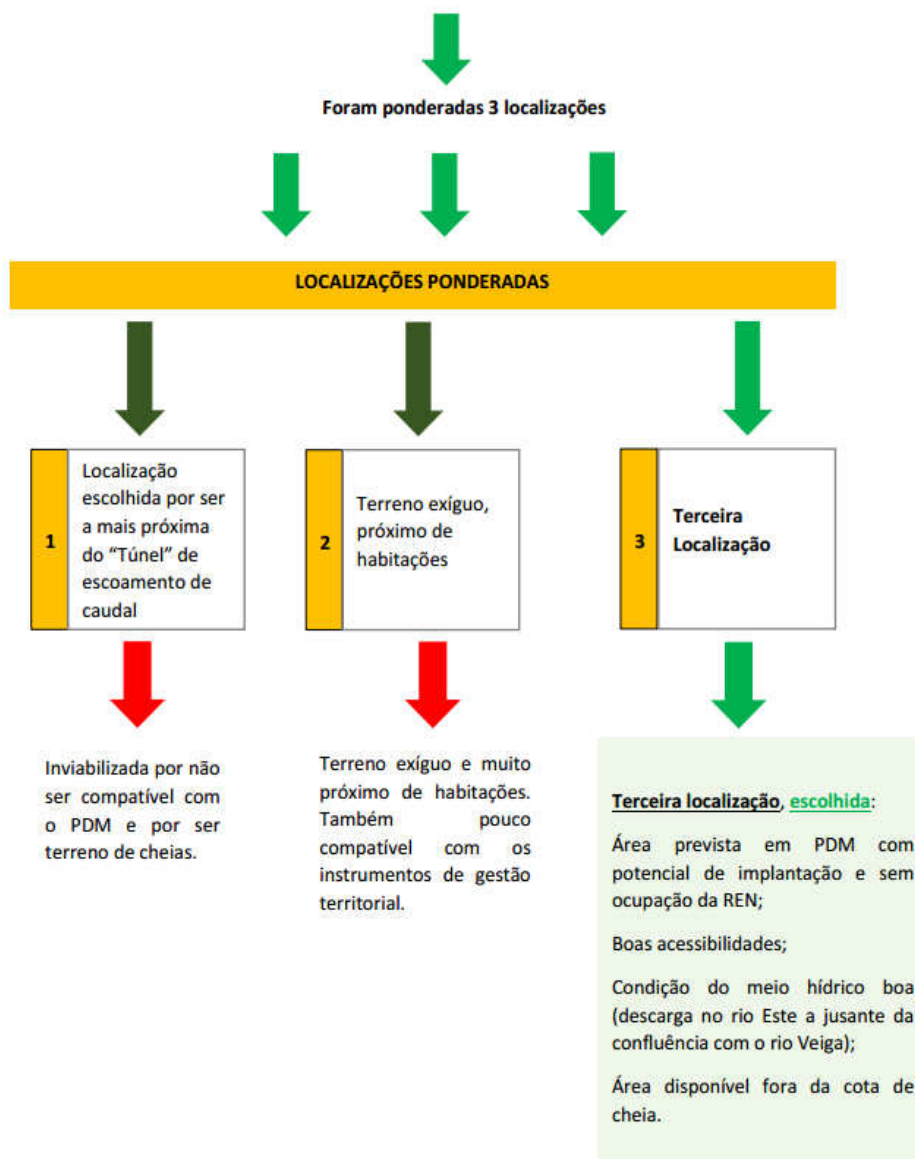 Foram ponderadas 3 localizações
LOCALIZAÇÕES PONDERADAS
1
Localização
escolhida por ser
a mais próxima
do “Túnel” de
escoamento de
caudal
2
Terreno exíguo,
próximo de
habitações
3
Terceira
Localização
Inviabilizada por não
ser compatível com
o PDM e por ser
terreno de cheias.
Terreno exíguo e muito
próximo de habitações.
Também pouco
compatível com os
instrumentos de gestão
territorial.
Terceira localização, escolhida:
Área prevista em PDM com
potencial de implantação e sem
ocupação da REN;
Boas acessibilidades;
Condição do meio hídrico boa
(descarga no rio Este a jusante da
confluência com o rio Veiga);
Área disponível fora da cota de
cheia.